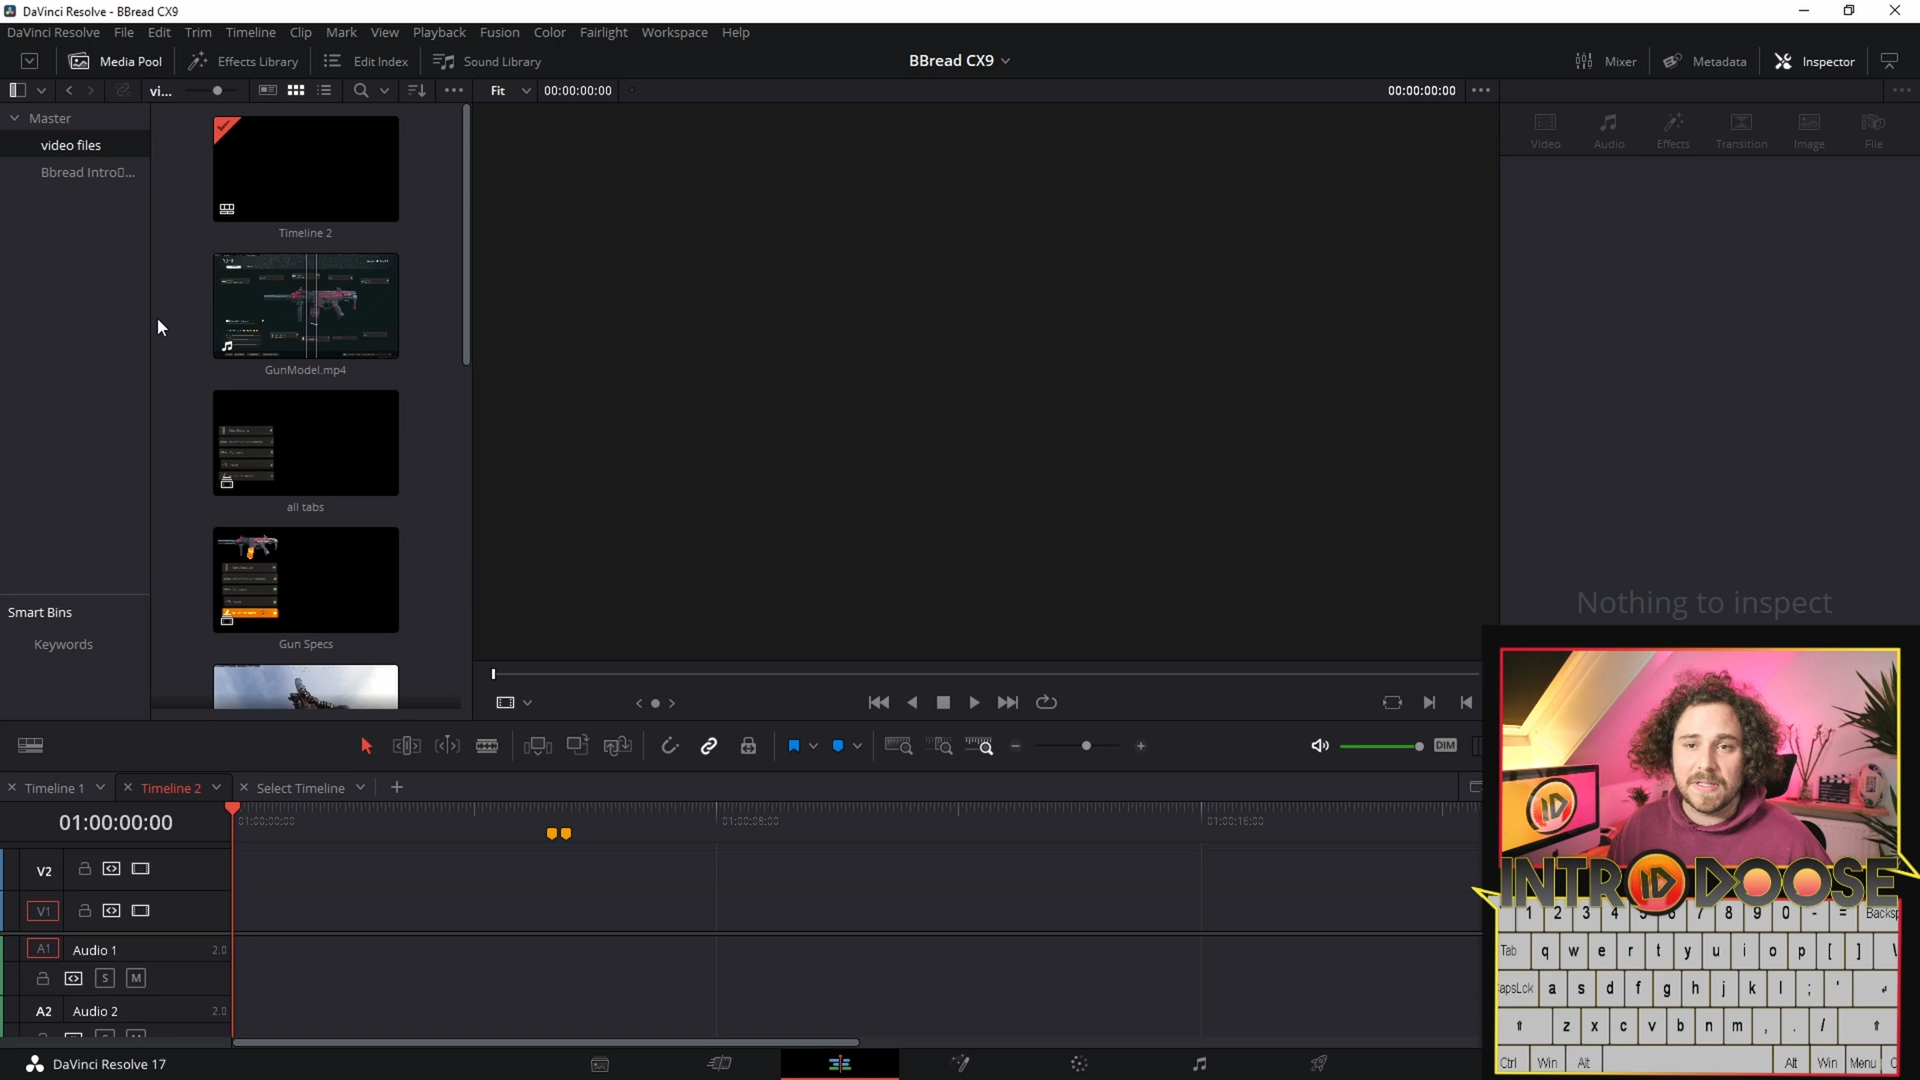 DaVinci Resolve - BBread CX9
DaVinci Resolve File Edit Trim Timeline Clip Mark View Playback Fusion Color Fairlight Workspace Help
Media Pool Effects Library Edit Index Sound Library BBread CX9 Mixer Metadata Inspector
vi... Fit 00:00:00:00 00:00:00:00
Master
video files
Video Audio Effects Transition Image File
Timeline 2
GunModel.mp4
all tabs
Gun Specs
Smart Bins
Keywords
Nothing to inspect
DIM
Timeline 1 Timeline 2 Select Timeline
01:00:00:00
01:00:00:00 01:00:08:00 01:00:16:00
V2
V1
A1 Audio 1 2.0
S M
A2 Audio 2 2.0
DaVinci Resolve 17
ID
INTRO DOOSE
1 2 3 4 5 6 7 8 9 0 - =
Tab q w e r t y u i o p [ ] \
a s d f g h j k l ; '
z x c v b n m , . /
Ctrl Win Alt Alt Win Menu